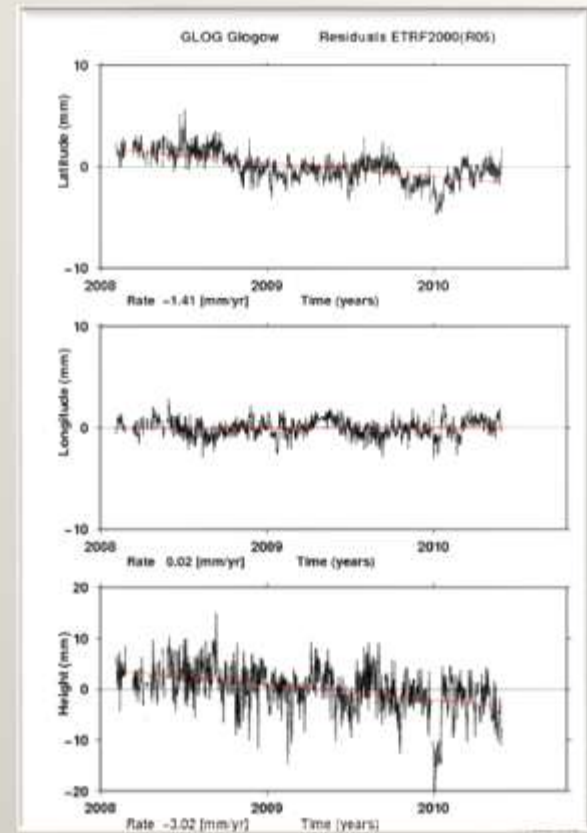 GLOG Glogow Residuals ETRF2000(R05)
10
Latitude (mm)
0
−10
2008 2009 2010
Rate −1.41 [mm/yr] Time (years)
10
Longitude (mm)
0
−10
2008 2009 2010
Rate 0.02 [mm/yr] Time (years)
20
10
Height (mm)
0
−10
−20
2008 2009 2010
Rate −3.02 [mm/yr] Time (years)